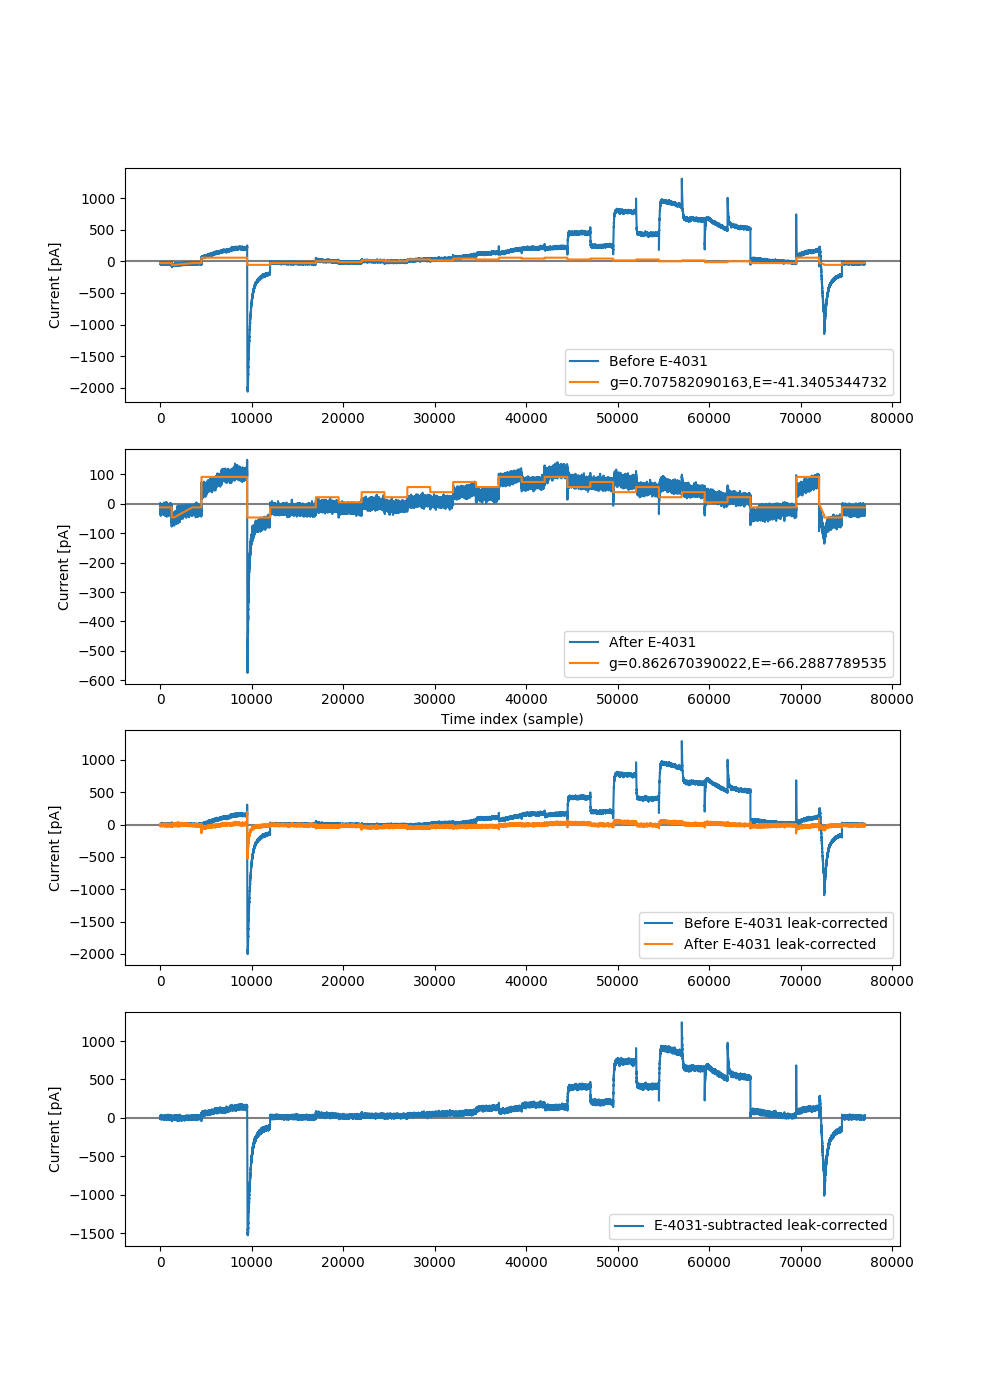 1000
500
0
−500
−1000
−1500
−2000
Current [pA]
Before E-4031
g=0.707582090163,E=-41.3405344732
0 10000 20000 30000 40000 50000 60000 70000 80000
100
0
−100
−200
−300
−400
−500
−600
Current [pA]
After E-4031
g=0.862670390022,E=-66.2887789535
0 10000 20000 30000 40000 50000 60000 70000 80000
Time index (sample)
1000
500
0
−500
−1000
−1500
−2000
Current [pA]
Before E-4031 leak-corrected
After E-4031 leak-corrected
0 10000 20000 30000 40000 50000 60000 70000 80000
1000
500
0
−500
−1000
−1500
Current [pA]
E-4031-subtracted leak-corrected
0 10000 20000 30000 40000 50000 60000 70000 80000